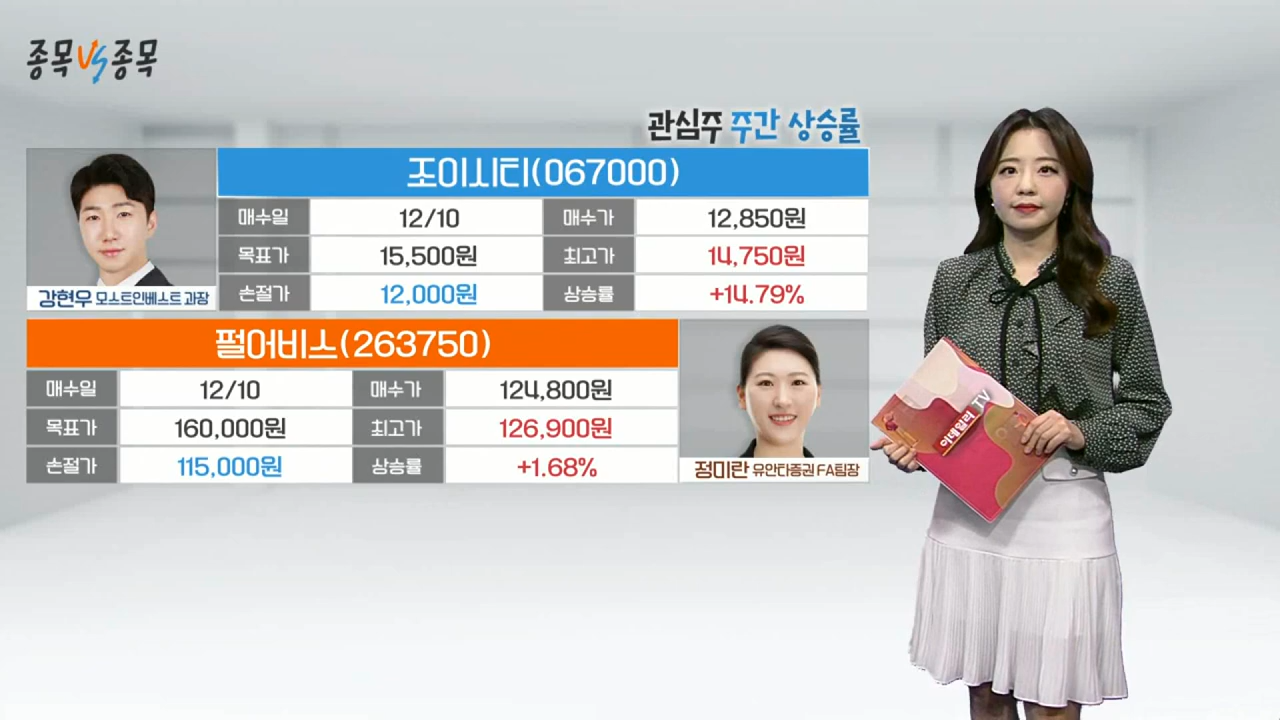 종목 VS 종목
관심주 주간 상승률
조이시티(067000)
매수일 12/10 매수가 12,850원
목표가 15,500원 최고가 14,750원
손절가 12,000원 상승률 +14.79%
강현우 모스트인베스트 과장
펄어비스(263750)
매수일 12/10 매수가 124,800원
목표가 160,000원 최고가 126,900원
손절가 115,000원 상승률 +1.68%
정미란 유안타증권 FA팀장
이데일리 TV